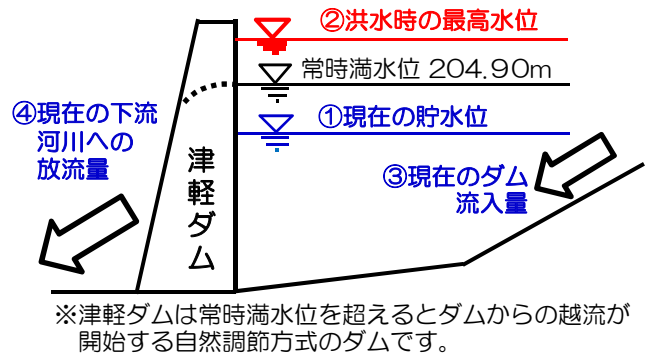 ②洪水時の最高水位
常時満水位 204.90m
①現在の貯水位
④現在の下流
河川への
放流量
③現在のダム
流入量
津軽ダム
※津軽ダムは常時満水位を超えるとダムからの越流が
開始する自然調節方式のダムです。